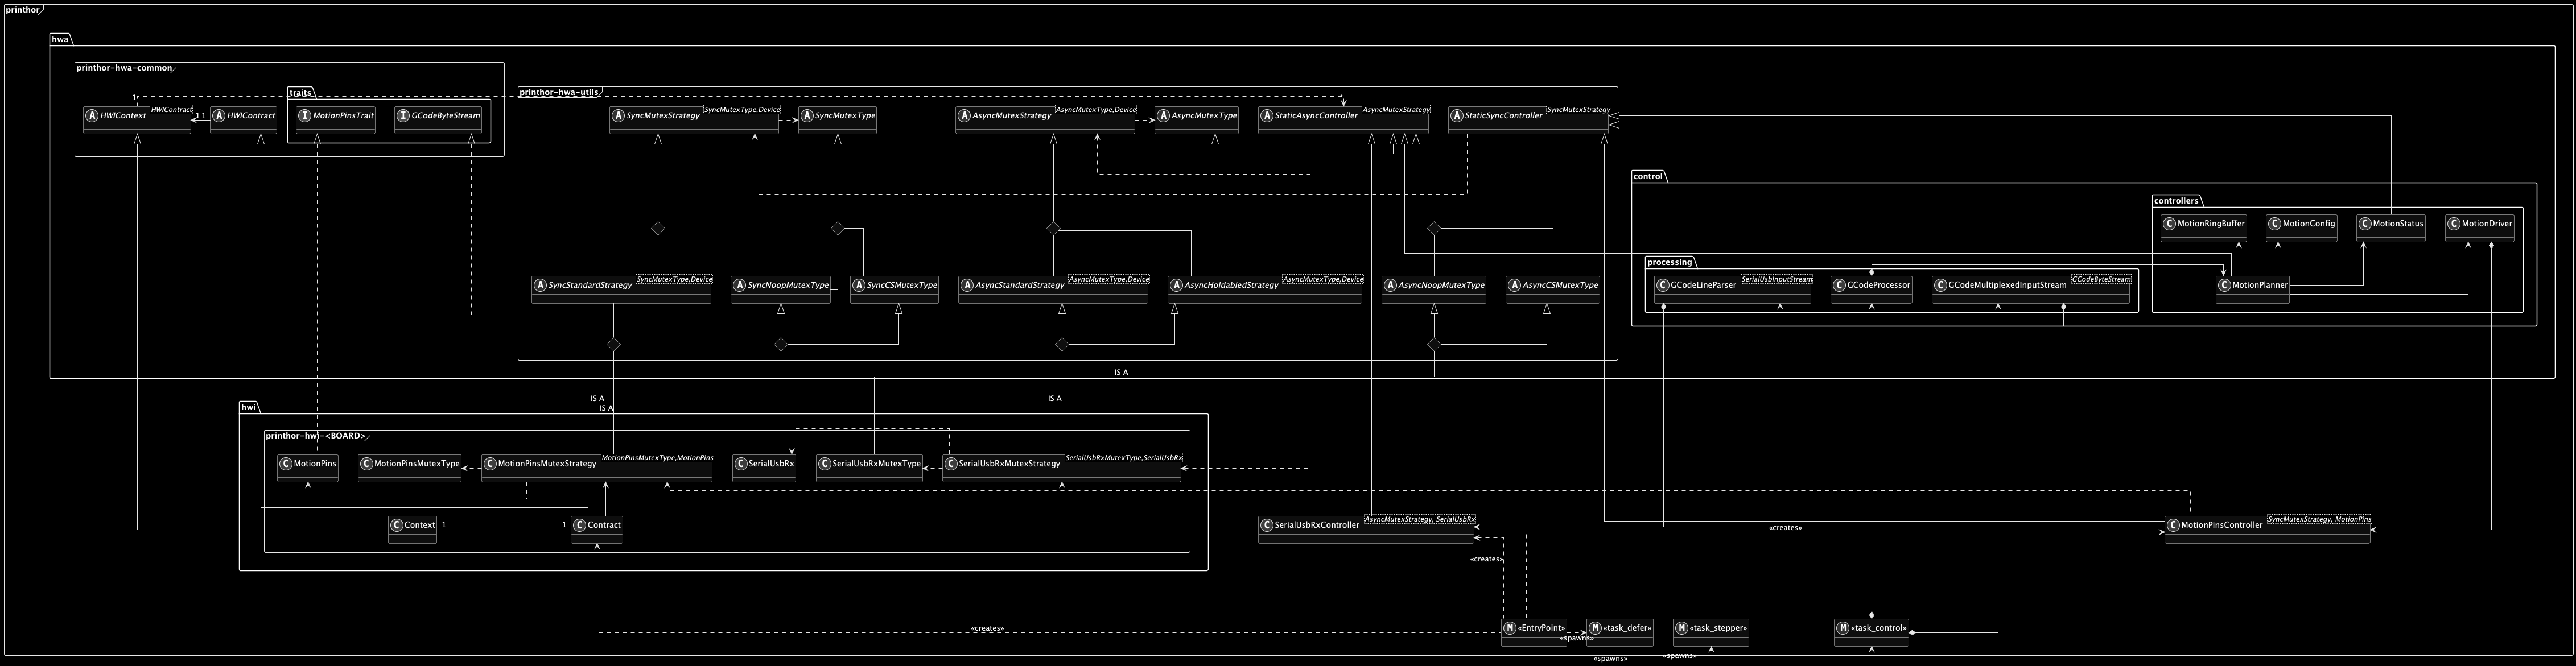 printhor
hwa
printhor-hwa-common
HWIContext
HWIContract
1
1 1
HWIContract
traits
MotionPinsTrait
GCodeByteStream
printhor-hwa-utils
SyncMutexStrategy
SyncMutexType,Device
SyncMutexType
AsyncMutexStrategy
AsyncMutexType,Device
AsyncMutexType
StaticAsyncController
AsyncMutexStrategy
StaticSyncController
SyncMutexStrategy
SyncStandardStrategy
SyncMutexType,Device
SyncNoopMutexType
SyncCSMutexType
AsyncStandardStrategy
AsyncMutexType,Device
AsyncHoldabledStrategy
AsyncMutexType,Device
AsyncNoopMutexType
AsyncCSMutexType
control
controllers
MotionRingBuffer
MotionConfig
MotionStatus
MotionDriver
MotionPlanner
processing
GCodeLineParser
SerialUsbInputStream
GCodeProcessor
GCodeMultiplexedInputStream
GCodeByteStream
IS A
IS A
IS A
IS A
hwi
printhor-hwi-<BOARD>
MotionPins
MotionPinsMutexType
MotionPinsMutexStrategy
MotionPinsMutexType,MotionPins
SerialUsbRx
SerialUsbRxMutexType
SerialUsbRxMutexStrategy
SerialUsbRxMutexType,SerialUsbRx
Context
1
1
Contract
SerialUsbRxController
AsyncMutexStrategy, SerialUsbRx
MotionPinsController
SyncMutexStrategy, MotionPins
«creates»
«creates»
«creates»
«EntryPoint»
«task_defer»
«task_stepper»
«task_control»
«spawns»
«spawns»
«spawns»